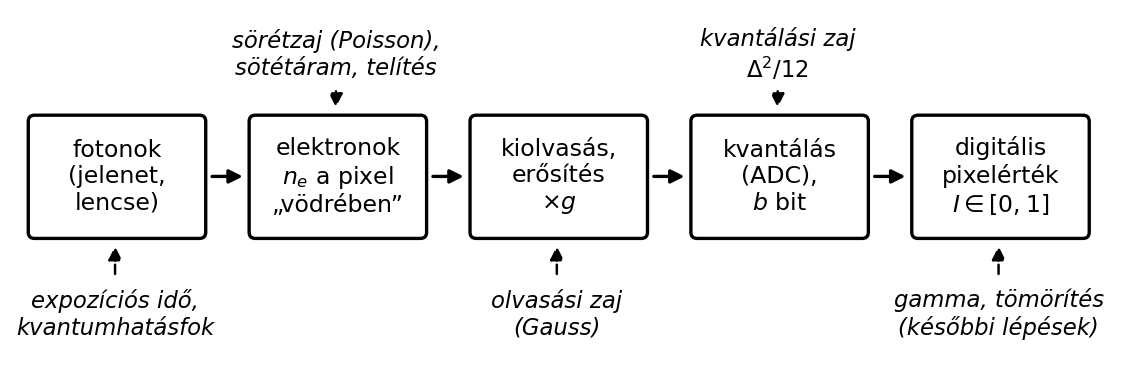 sörétzaj (Poisson),
sötétáram, telítés
kvantálási zaj
Δ²/12
fotonok
(jelenet,
lencse)
elektronok
nₑ a pixel
„vödrében”
kiolvasás,
erősítés
×g
kvantálás
(ADC),
b bit
digitális
pixelérték
I ∈ [0, 1]
expozíciós idő,
kvantumhatásfok
olvasási zaj
(Gauss)
gamma, tömörítés
(későbbi lépések)